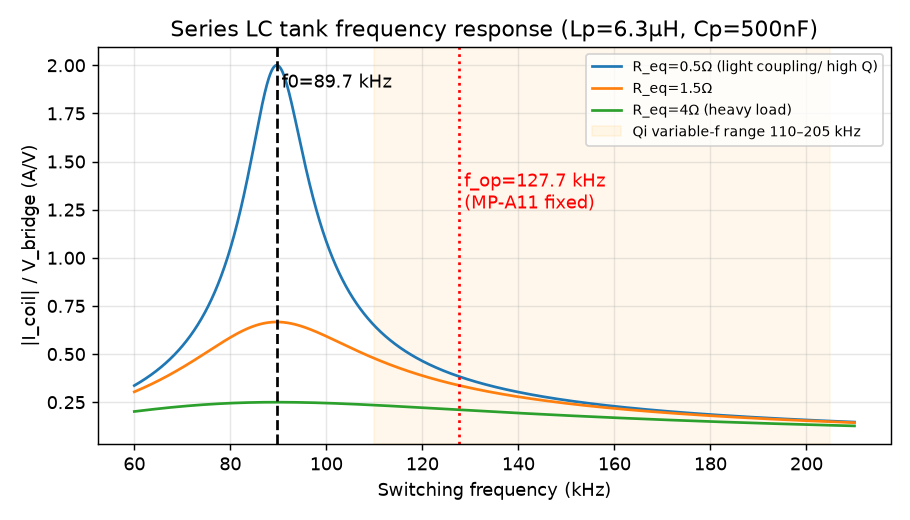 Series LC tank frequency response (Lp=6.3µH, Cp=500nF)
|I_coil| / V_bridge (A/V)
2.00
1.75
1.50
1.25
1.00
0.75
0.50
0.25
f0=89.7 kHz
f_op=127.7 kHz
(MP-A11 fixed)
R_eq=0.5Ω (light coupling/ high Q)
R_eq=1.5Ω
R_eq=4Ω (heavy load)
Qi variable-f range 110–205 kHz
60 80 100 120 140 160 180 200
Switching frequency (kHz)